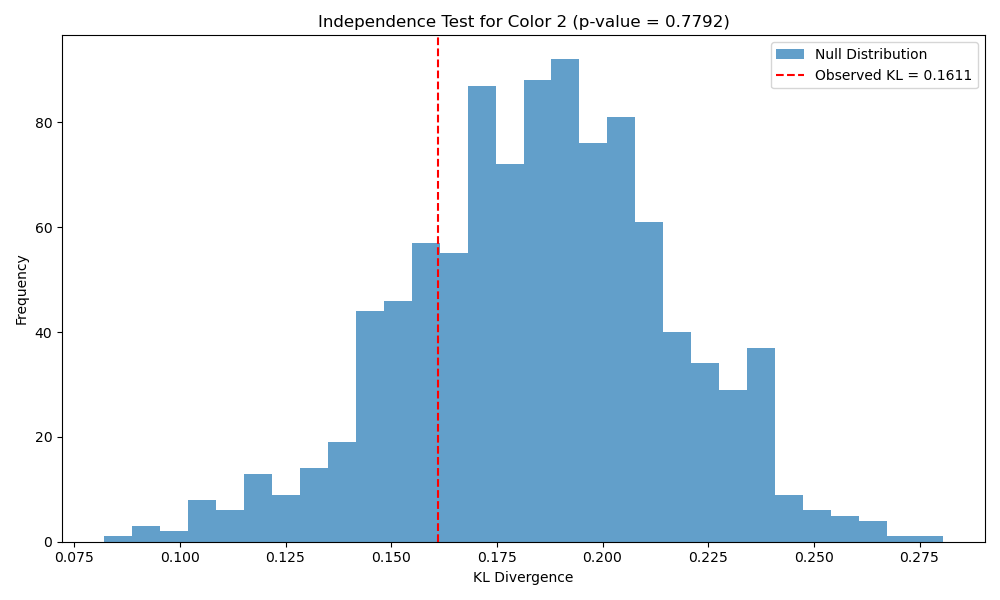 Independence Test for Color 2 (p-value = 0.7792)
Null Distribution
Observed KL = 0.1611
Frequency
80
60
40
20
0
0.075 0.100 0.125 0.150 0.175 0.200 0.225 0.250 0.275
KL Divergence